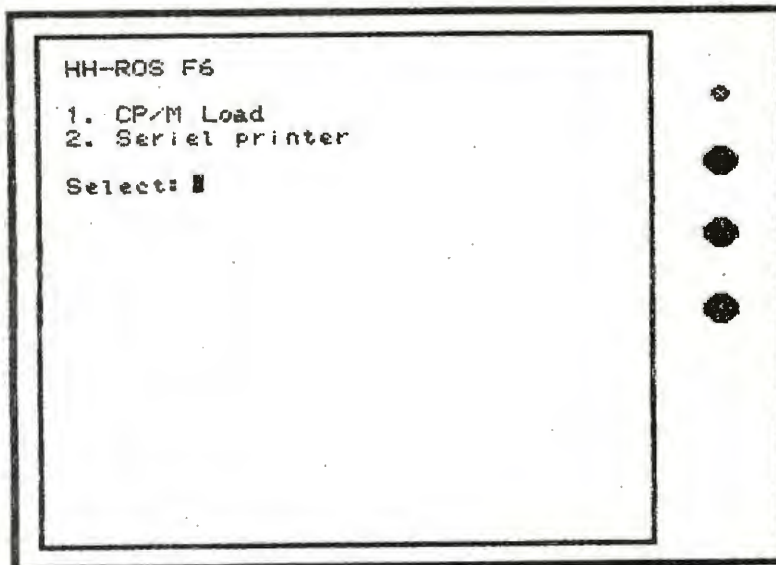 HH-ROS F6
1. CP/M Load
2. Seriel printer
Select: